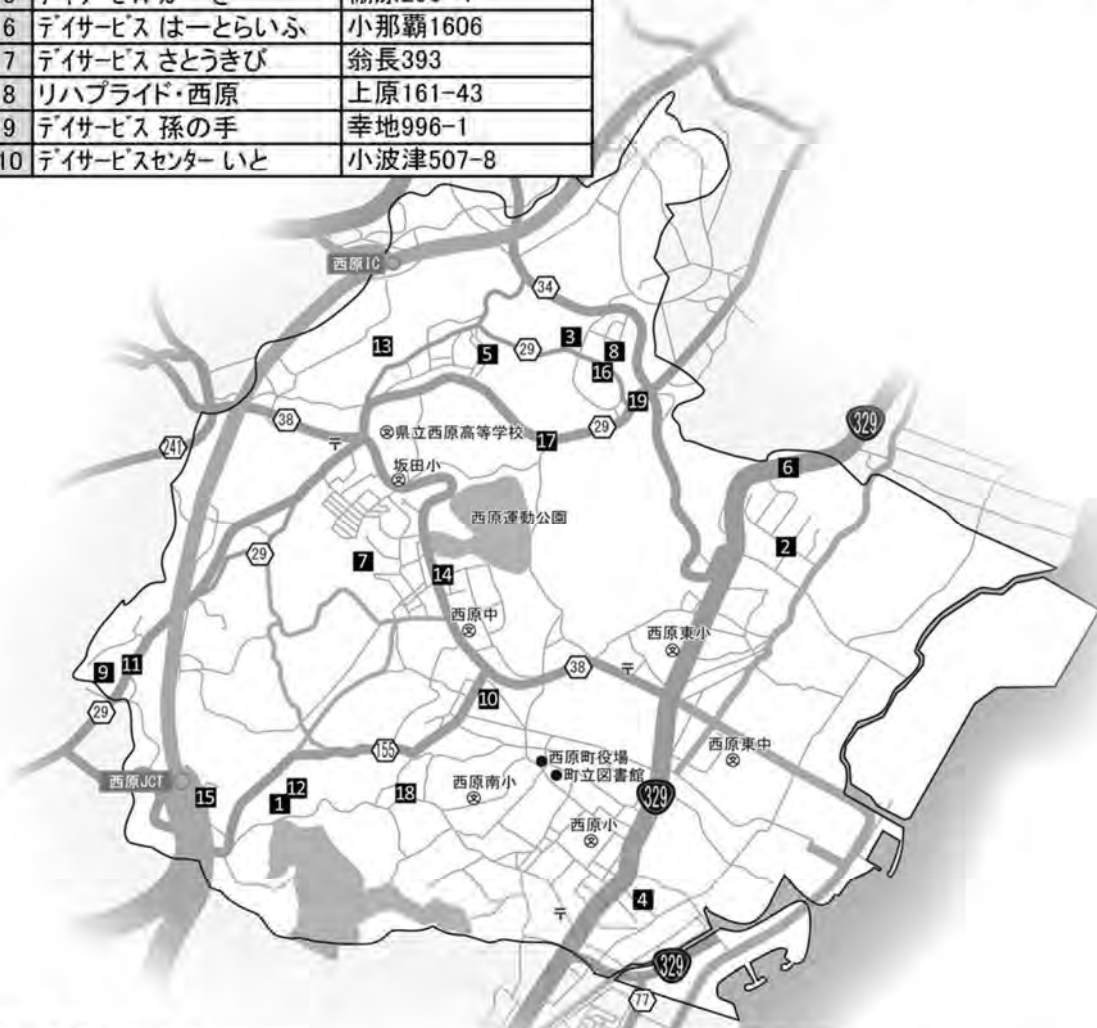 6 デイサービス はーとらいふ 小那覇1606
7 デイサービス さとうきび 翁長393
8 リハプライド・西原 上原161-43
9 デイサービス 孫の手 幸地996-1
10 デイサービスセンター いと 小波津507-8
西原IC
34
13
3
5
29
8
16
19
38
〒
県立西原高等学校
17
29
329
241
坂田小
6
西原運動公園
2
29
7
14
西原中
西原東小
9
11
38
〒
29
10
155
西原町役場
町立図書館
西原東中
西原JCT
15
12
1
18
西原南小
329
西原小
4
〒
329
77